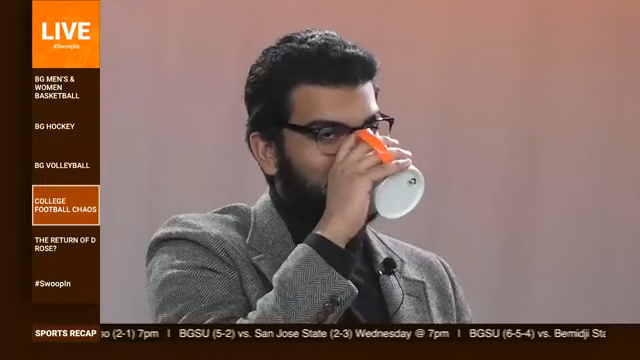 LIVE
#SwoopIn
BG MEN'S &
WOMEN
BASKETBALL
BG HOCKEY
BG VOLLEYBALL
COLLEGE
FOOTBALL CHAOS
THE RETURN OF D
ROSE?
#SwoopIn
SPORTS RECAP
so (2-1) 7pm I BGSU (5-2) vs. San Jose State (2-3) Wednesday @ 7pm I BGSU (6-5-4) vs. Bemidji Sta